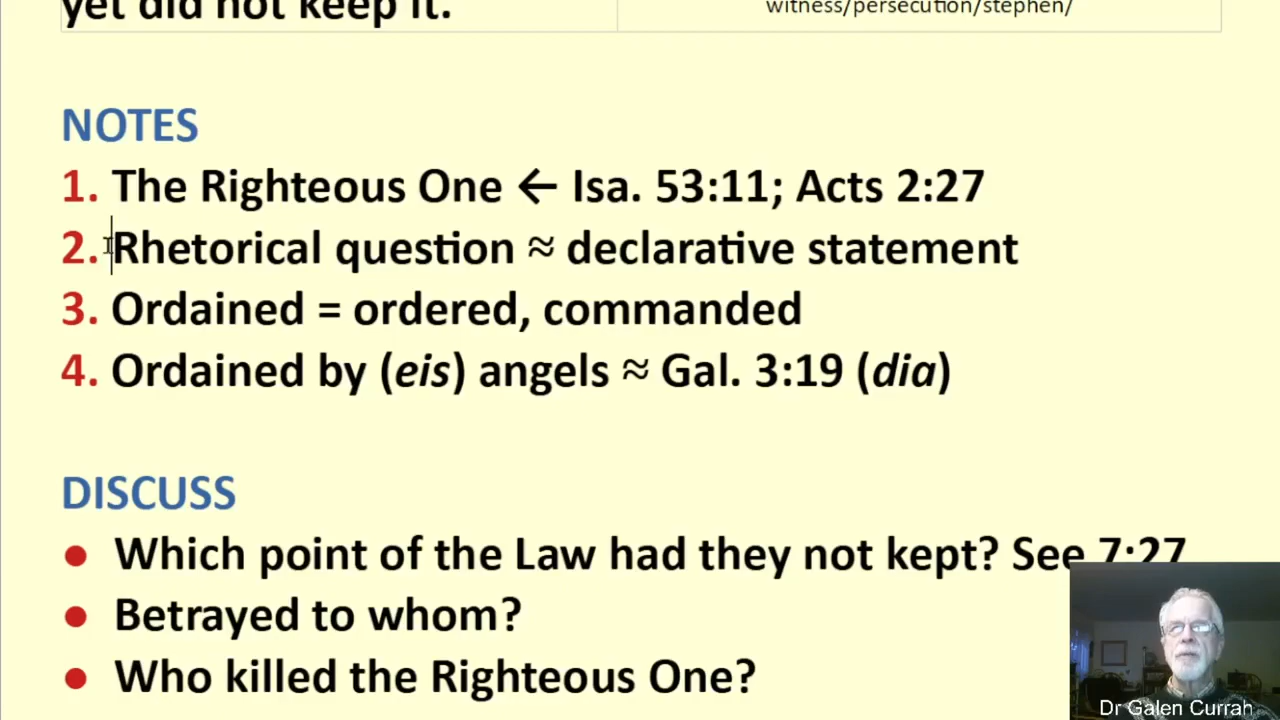 yet did not keep it.
witness/persecution/stephen/
NOTES
1. The Righteous One ← Isa. 53:11; Acts 2:27
2. Rhetorical question ≈ declarative statement
3. Ordained = ordered, commanded
4. Ordained by (eis) angels ≈ Gal. 3:19 (dia)
DISCUSS
● Which point of the Law had they not kept? See 7:27
● Betrayed to whom?
● Who killed the Righteous One?
Dr Galen Currah